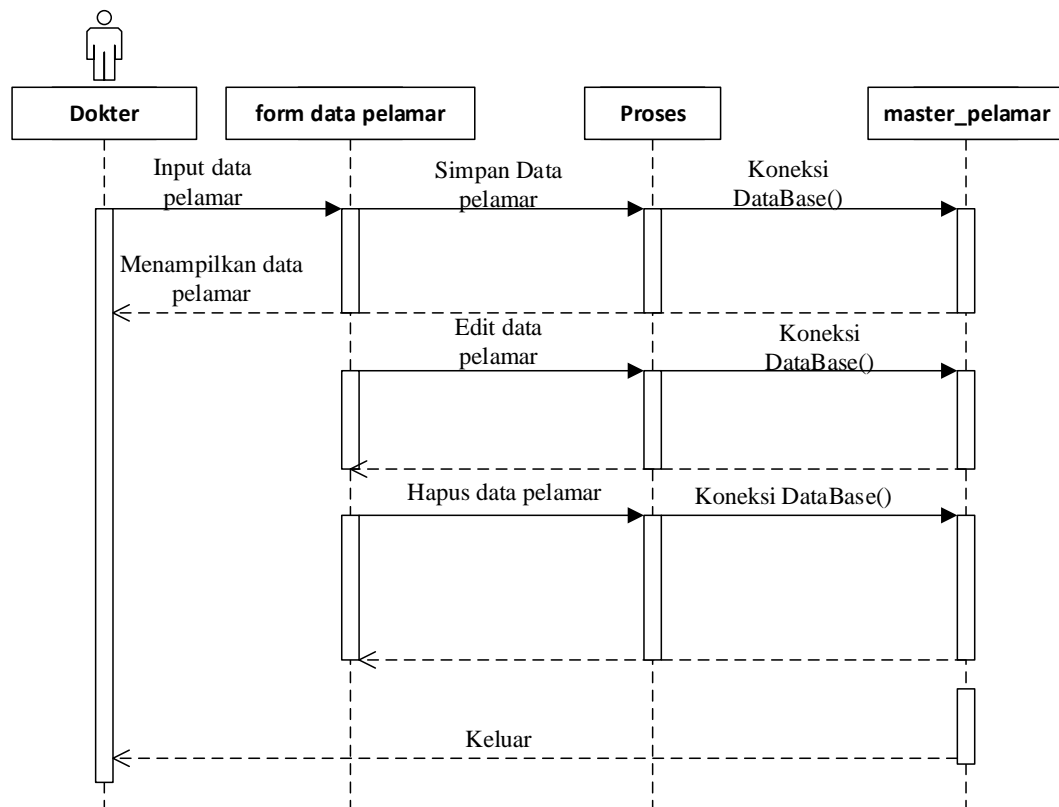 Dokter
form data pelamar
Proses
master_pelamar
Input data
pelamar
Simpan Data
pelamar
Koneksi
DataBase()
Menampilkan data
pelamar
Edit data
pelamar
Koneksi
DataBase()
Hapus data pelamar
Koneksi DataBase()
Keluar